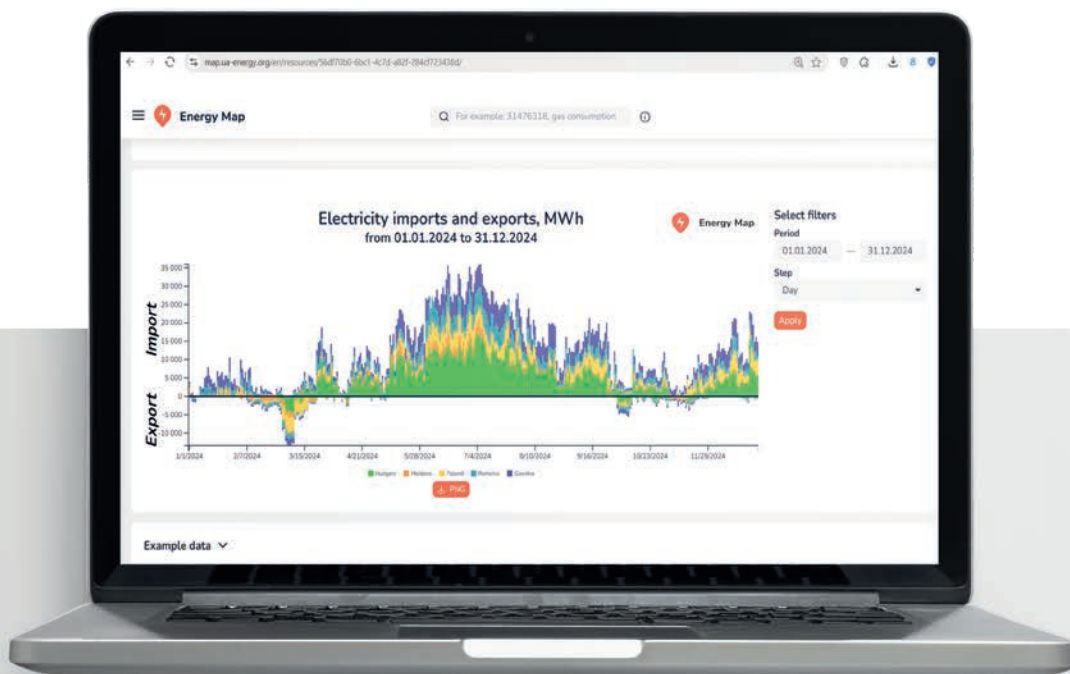 map.ua-energy.org/en/resources/56df70b0-6bc1-4c7d-a82f-284cf723438d/
Energy Map
For example: 31476318, gas consumption
Electricity imports and exports, MWh
from 01.01.2024 to 31.12.2024
Energy Map
Select filters
Period
01.01.2024 — 31.12.2024
Step
Day
Apply
Import
Export
35 000
30 000
25 000
20 000
15 000
10 000
5 000
0
-5 000
-10 000
1/1/2024 2/7/2024 3/15/2024 4/21/2024 5/28/2024 7/4/2024 8/10/2024 9/16/2024 10/23/2024 11/29/2024
Hungary Moldova Poland Romania Slovakia
PNG
Example data